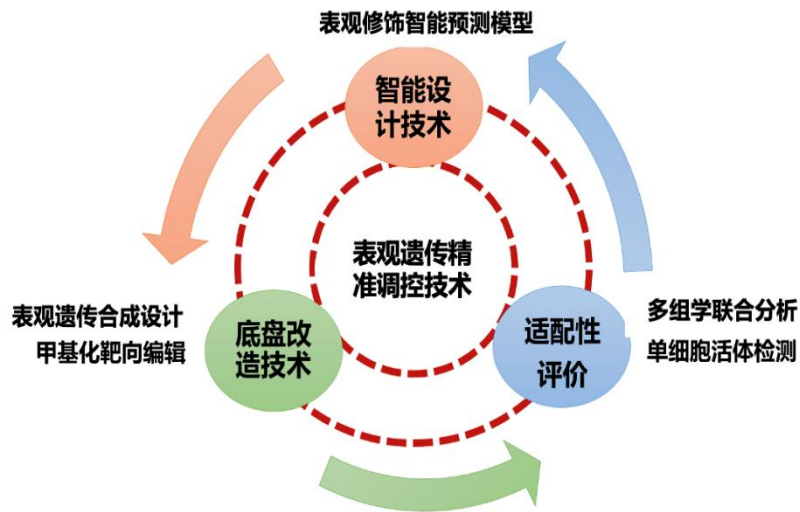 表观修饰智能预测模型
智能设
计技术
表观遗传精
准调控技术
表观遗传合成设计
甲基化靶向编辑
底盘改
造技术
适配性
评价
多组学联合分析
单细胞活体检测